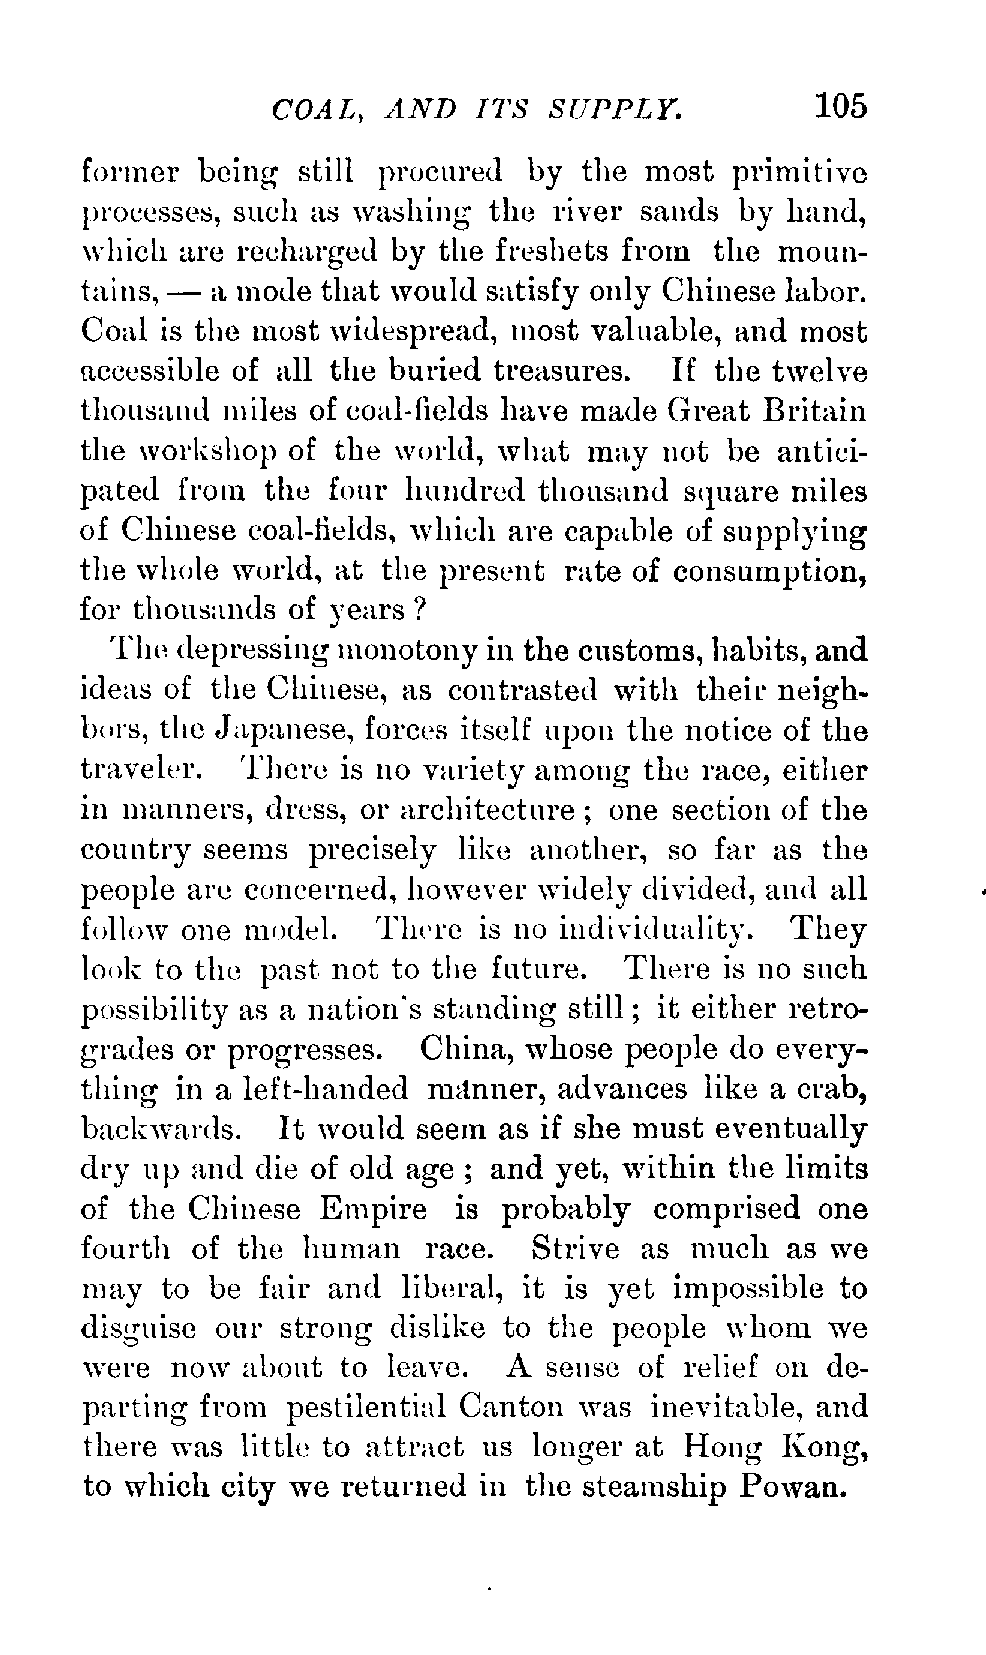 COAL, AND ITS SUPPLY. 105
former being still procured by the most primitive
processes, such as washing the river sands by hand,
which are recharged by the freshets from the moun-
tains, — a mode that would satisfy only Chinese labor.
Coal is the most widespread, most valuable, and most
accessible of all the buried treasures. If the twelve
thousand miles of coal-fields have made Great Britain
the workshop of the world, what may not be antici-
pated from the four hundred thousand square miles
of Chinese coal-fields, which are capable of supplying
the whole world, at the present rate of consumption,
for thousands of years ?
The depressing monotony in the customs, habits, and
ideas of the Chinese, as contrasted with their neigh-
bors, the Japanese, forces itself upon the notice of the
traveler. There is no variety among the race, either
in manners, dress, or architecture ; one section of the
country seems precisely like another, so far as the
people are concerned, however widely divided, and all
follow one model. There is no individuality. They
look to the past not to the future. There is no such
possibility as a nation's standing still ; it either retro-
grades or progresses. China, whose people do every-
thing in a left-handed manner, advances like a crab,
backwards. It would seem as if she must eventually
dry up and die of old age ; and yet, within the limits
of the Chinese Empire is probably comprised one
fourth of the human race. Strive as much as we
may to be fair and liberal, it is yet impossible to
disguise our strong dislike to the people whom we
were now about to leave. A sense of relief on de-
parting from pestilential Canton was inevitable, and
there was little to attract us longer at Hong Kong,
to which city we returned in the steamship Powan.